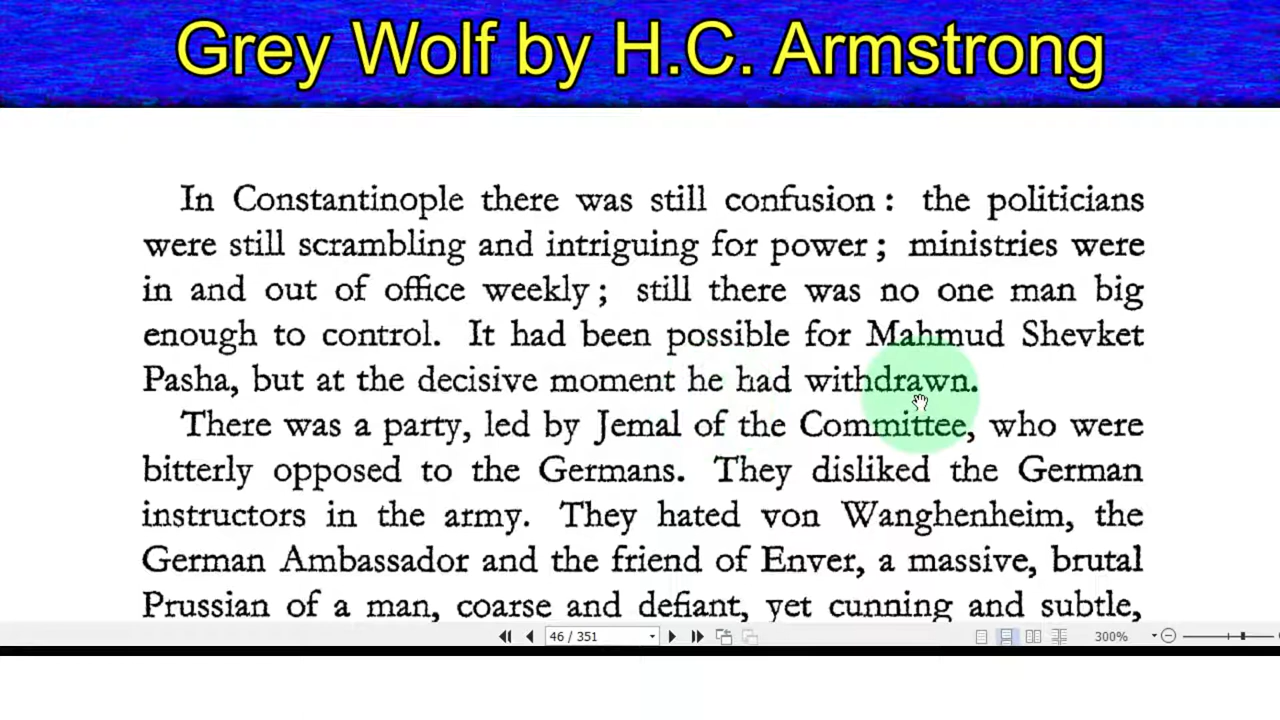 Grey Wolf by H.C. Armstrong
In Constantinople there was still confusion : the politicians
were still scrambling and intriguing for power ; ministries were
in and out of office weekly ; still there was no one man big
enough to control. It had been possible for Mahmud Shevket
Pasha, but at the decisive moment he had withdrawn.
There was a party, led by Jemal of the Committee, who were
bitterly opposed to the Germans. They disliked the German
instructors in the army. They hated von Wanghenheim, the
German Ambassador and the friend of Enver, a massive, brutal
Prussian of a man, coarse and defiant, yet cunning and subtle,
46 / 351
300%